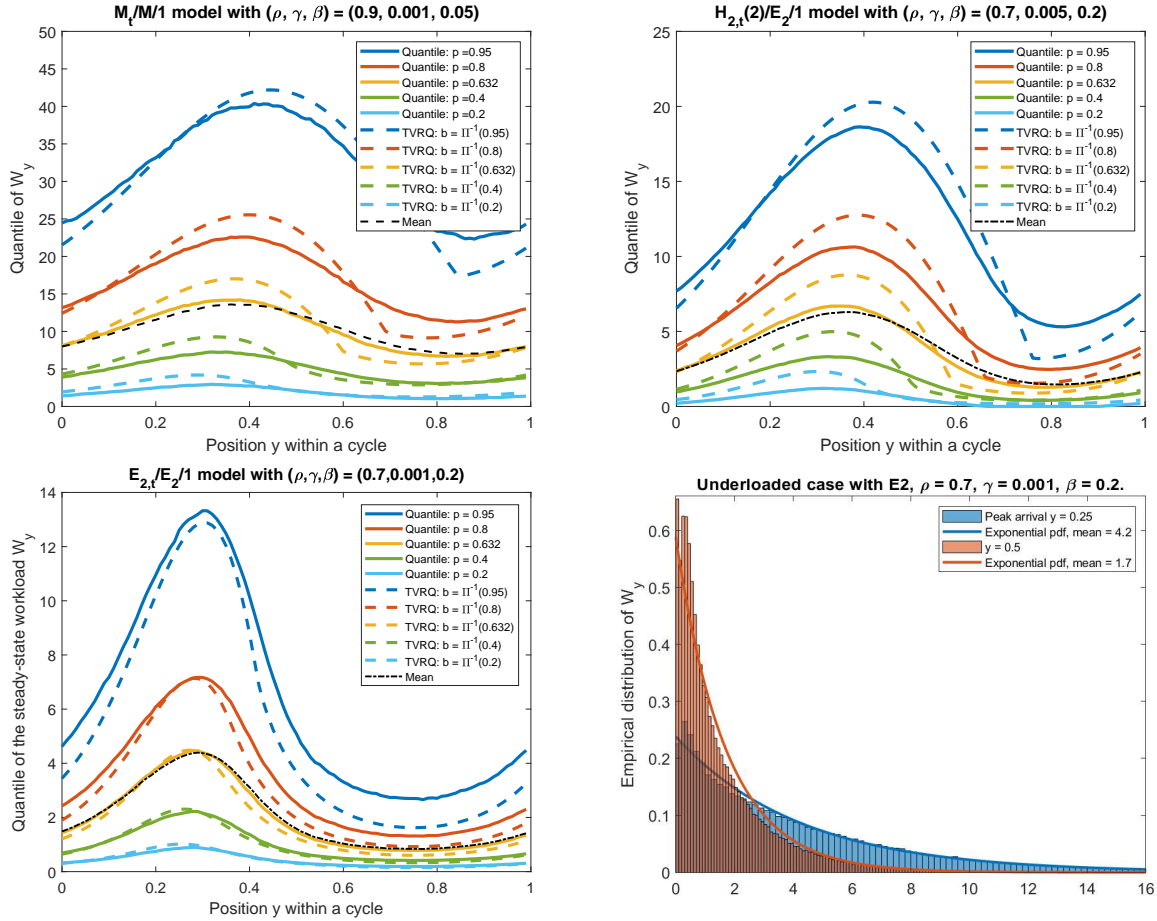 M_t/M/1 model with (ρ, γ, β) = (0.9, 0.001, 0.05)
50
45
40
35
30
25
20
15
10
5
0
Quantile of W_y
Quantile: p =0.95
Quantile: p =0.8
Quantile: p =0.632
Quantile: p =0.4
Quantile: p =0.2
TVRQ: b = Π^-1(0.95)
TVRQ: b = Π^-1(0.8)
TVRQ: b = Π^-1(0.632)
TVRQ: b = Π^-1(0.4)
TVRQ: b = Π^-1(0.2)
Mean
0 0.2 0.4 0.6 0.8 1
Position y within a cycle
H_2,t(2)/E_2/1 model with (ρ, γ, β) = (0.7, 0.005, 0.2)
25
20
15
10
5
0
Quantile of W_y
Quantile: p = 0.95
Quantile: p = 0.8
Quantile: p = 0.632
Quantile: p = 0.4
Quantile: p = 0.2
TVRQ: b = Π^-1(0.95)
TVRQ: b = Π^-1(0.8)
TVRQ: b = Π^-1(0.632)
TVRQ: b = Π^-1(0.4)
TVRQ: b = Π^-1(0.2)
Mean
0 0.2 0.4 0.6 0.8 1
Position y within a cycle
E_2,t/E_2/1 model with (ρ,γ,β) = (0.7,0.001,0.2)
14
12
10
8
6
4
2
0
Quantile of the steady-state workload W_y
Quantile: p = 0.95
Quantile: p = 0.8
Quantile: p = 0.632
Quantile: p = 0.4
Quantile: p = 0.2
TVRQ: b = Π^-1(0.95)
TVRQ: b = Π^-1(0.8)
TVRQ: b = Π^-1(0.632)
TVRQ: b = Π^-1(0.4)
TVRQ: b = Π^-1(0.2)
Mean
0 0.2 0.4 0.6 0.8 1
Position y within a cycle
Underloaded case with E2, ρ = 0.7, γ = 0.001, β = 0.2.
0.6
0.5
0.4
0.3
0.2
0.1
0
Empirical distribution of W_y
Peak arrival y = 0.25
Exponential pdf, mean = 4.2
y = 0.5
Exponential pdf, mean = 1.7
0 2 4 6 8 10 12 14 16